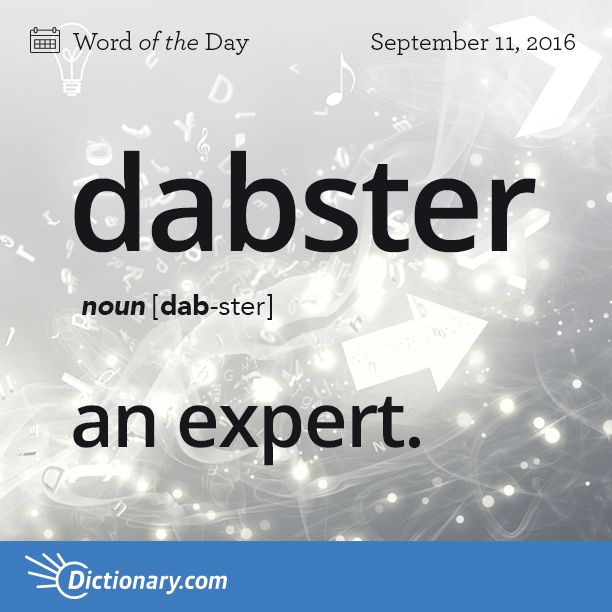 Word of the Day
September 11, 2016
dabster
noun [dab-ster]
an expert.
Dictionary.com